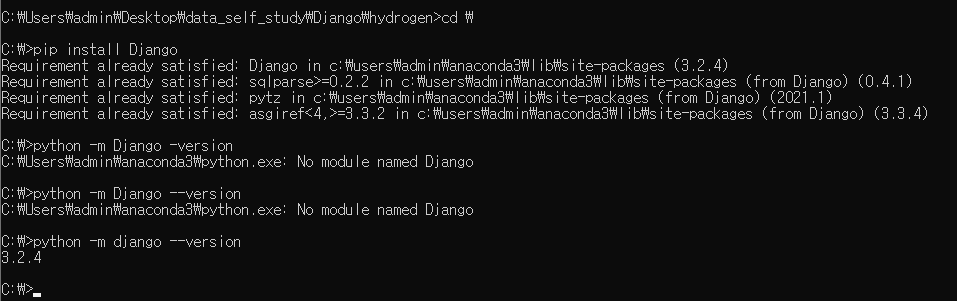 C:₩Users₩admin₩Desktop₩data_self_study₩Django₩hydrogen>cd ₩
C:₩>pip install Django
Requirement already satisfied: Django in c:₩users₩admin₩anaconda3₩lib₩site-packages (3.2.4)
Requirement already satisfied: sqlparse>=0.2.2 in c:₩users₩admin₩anaconda3₩lib₩site-packages (from Django) (0.4.1)
Requirement already satisfied: pytz in c:₩users₩admin₩anaconda3₩lib₩site-packages (from Django) (2021.1)
Requirement already satisfied: asgiref<4,>=3.3.2 in c:₩users₩admin₩anaconda3₩lib₩site-packages (from Django) (3.3.4)
C:₩>python -m Django -version
C:₩Users₩admin₩anaconda3₩python.exe: No module named Django
C:₩>python -m Django --version
C:₩Users₩admin₩anaconda3₩python.exe: No module named Django
C:₩>python -m django --version
3.2.4
C:₩>